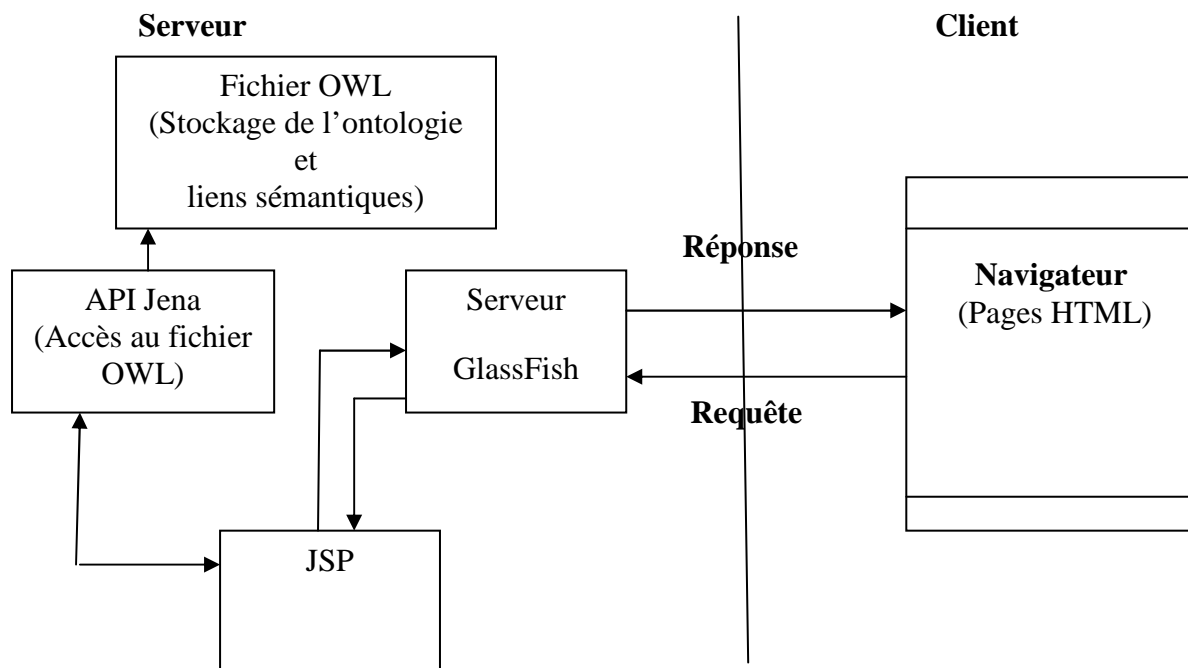 Serveur
Client
Fichier OWL
(Stockage de l'ontologie
et
liens sémantiques)
Réponse
API Jena
(Accès au fichier
OWL)
Serveur
GlassFish
Navigateur
(Pages HTML)
Requête
JSP